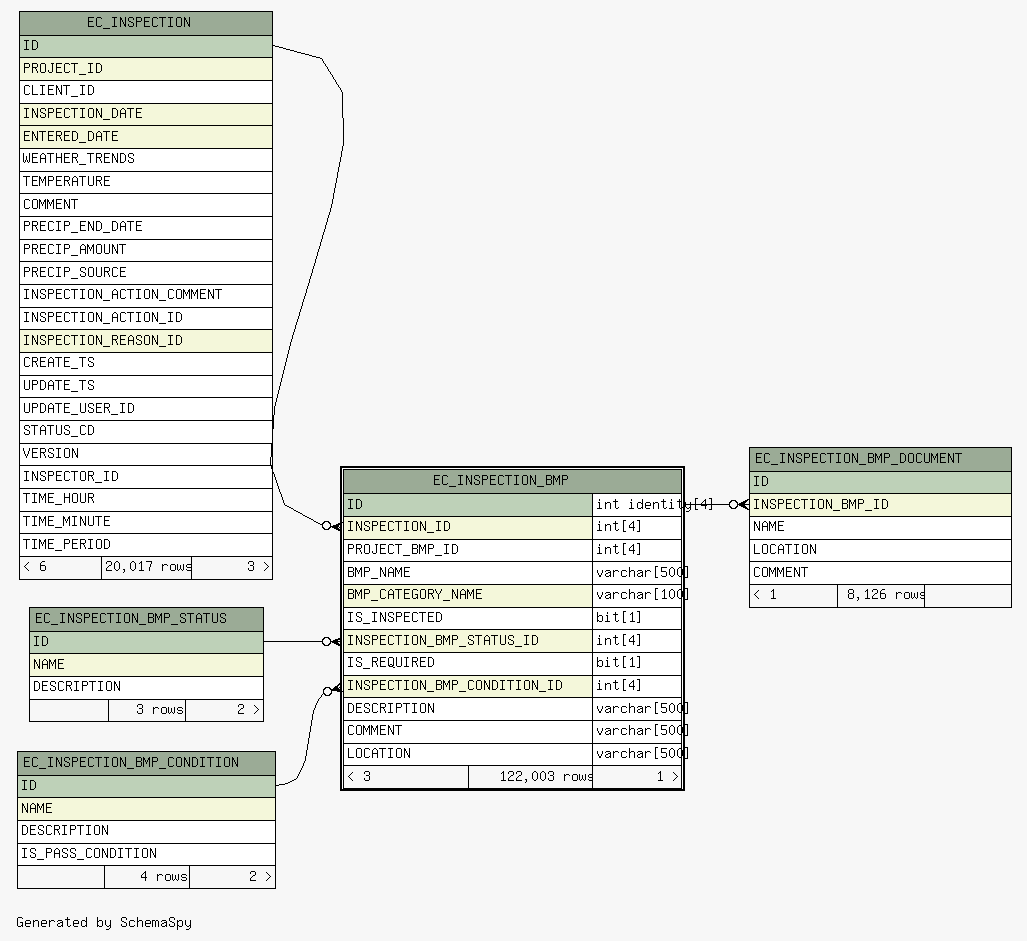 EC_INSPECTION
ID
PROJECT_ID
CLIENT_ID
INSPECTION_DATE
ENTERED_DATE
WEATHER_TRENDS
TEMPERATURE
COMMENT
PRECIP_END_DATE
PRECIP_AMOUNT
PRECIP_SOURCE
INSPECTION_ACTION_COMMENT
INSPECTION_ACTION_ID
INSPECTION_REASON_ID
CREATE_TS
UPDATE_TS
UPDATE_USER_ID
STATUS_CD
VERSION
INSPECTOR_ID
TIME_HOUR
TIME_MINUTE
TIME_PERIOD
< 6 20,017 rows 3 >
EC_INSPECTION_BMP_STATUS
ID
NAME
DESCRIPTION
3 rows 2 >
EC_INSPECTION_BMP_CONDITION
ID
NAME
DESCRIPTION
IS_PASS_CONDITION
4 rows 2 >
EC_INSPECTION_BMP
ID int identity[4]
INSPECTION_ID int[4]
PROJECT_BMP_ID int[4]
BMP_NAME varchar[500]
BMP_CATEGORY_NAME varchar[100]
IS_INSPECTED bit[1]
INSPECTION_BMP_STATUS_ID int[4]
IS_REQUIRED bit[1]
INSPECTION_BMP_CONDITION_ID int[4]
DESCRIPTION varchar[500]
COMMENT varchar[500]
LOCATION varchar[500]
< 3 122,003 rows 1 >
EC_INSPECTION_BMP_DOCUMENT
ID
INSPECTION_BMP_ID
NAME
LOCATION
COMMENT
< 1 8,126 rows
Generated by SchemaSpy